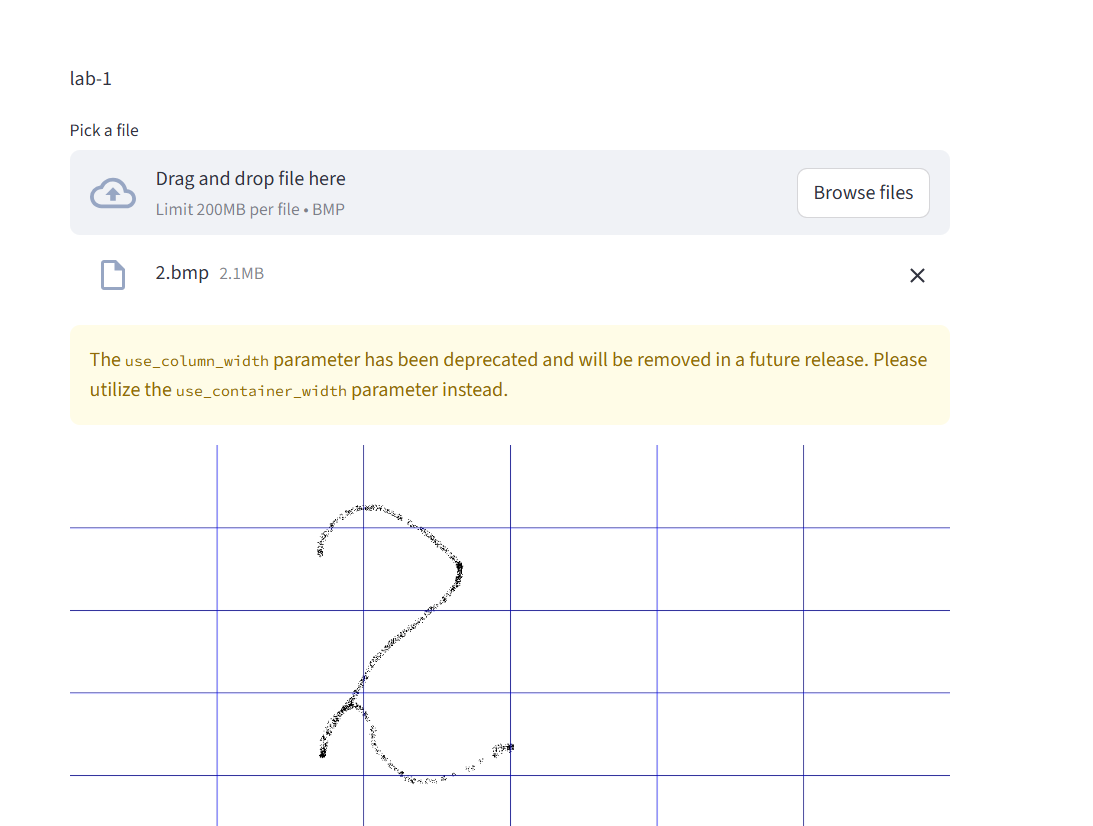 lab-1
Pick a file
Drag and drop file here
Limit 200MB per file • BMP
Browse files
2.bmp 2.1MB
The use_column_width parameter has been deprecated and will be removed in a future release. Please
utilize the use_container_width parameter instead.
2